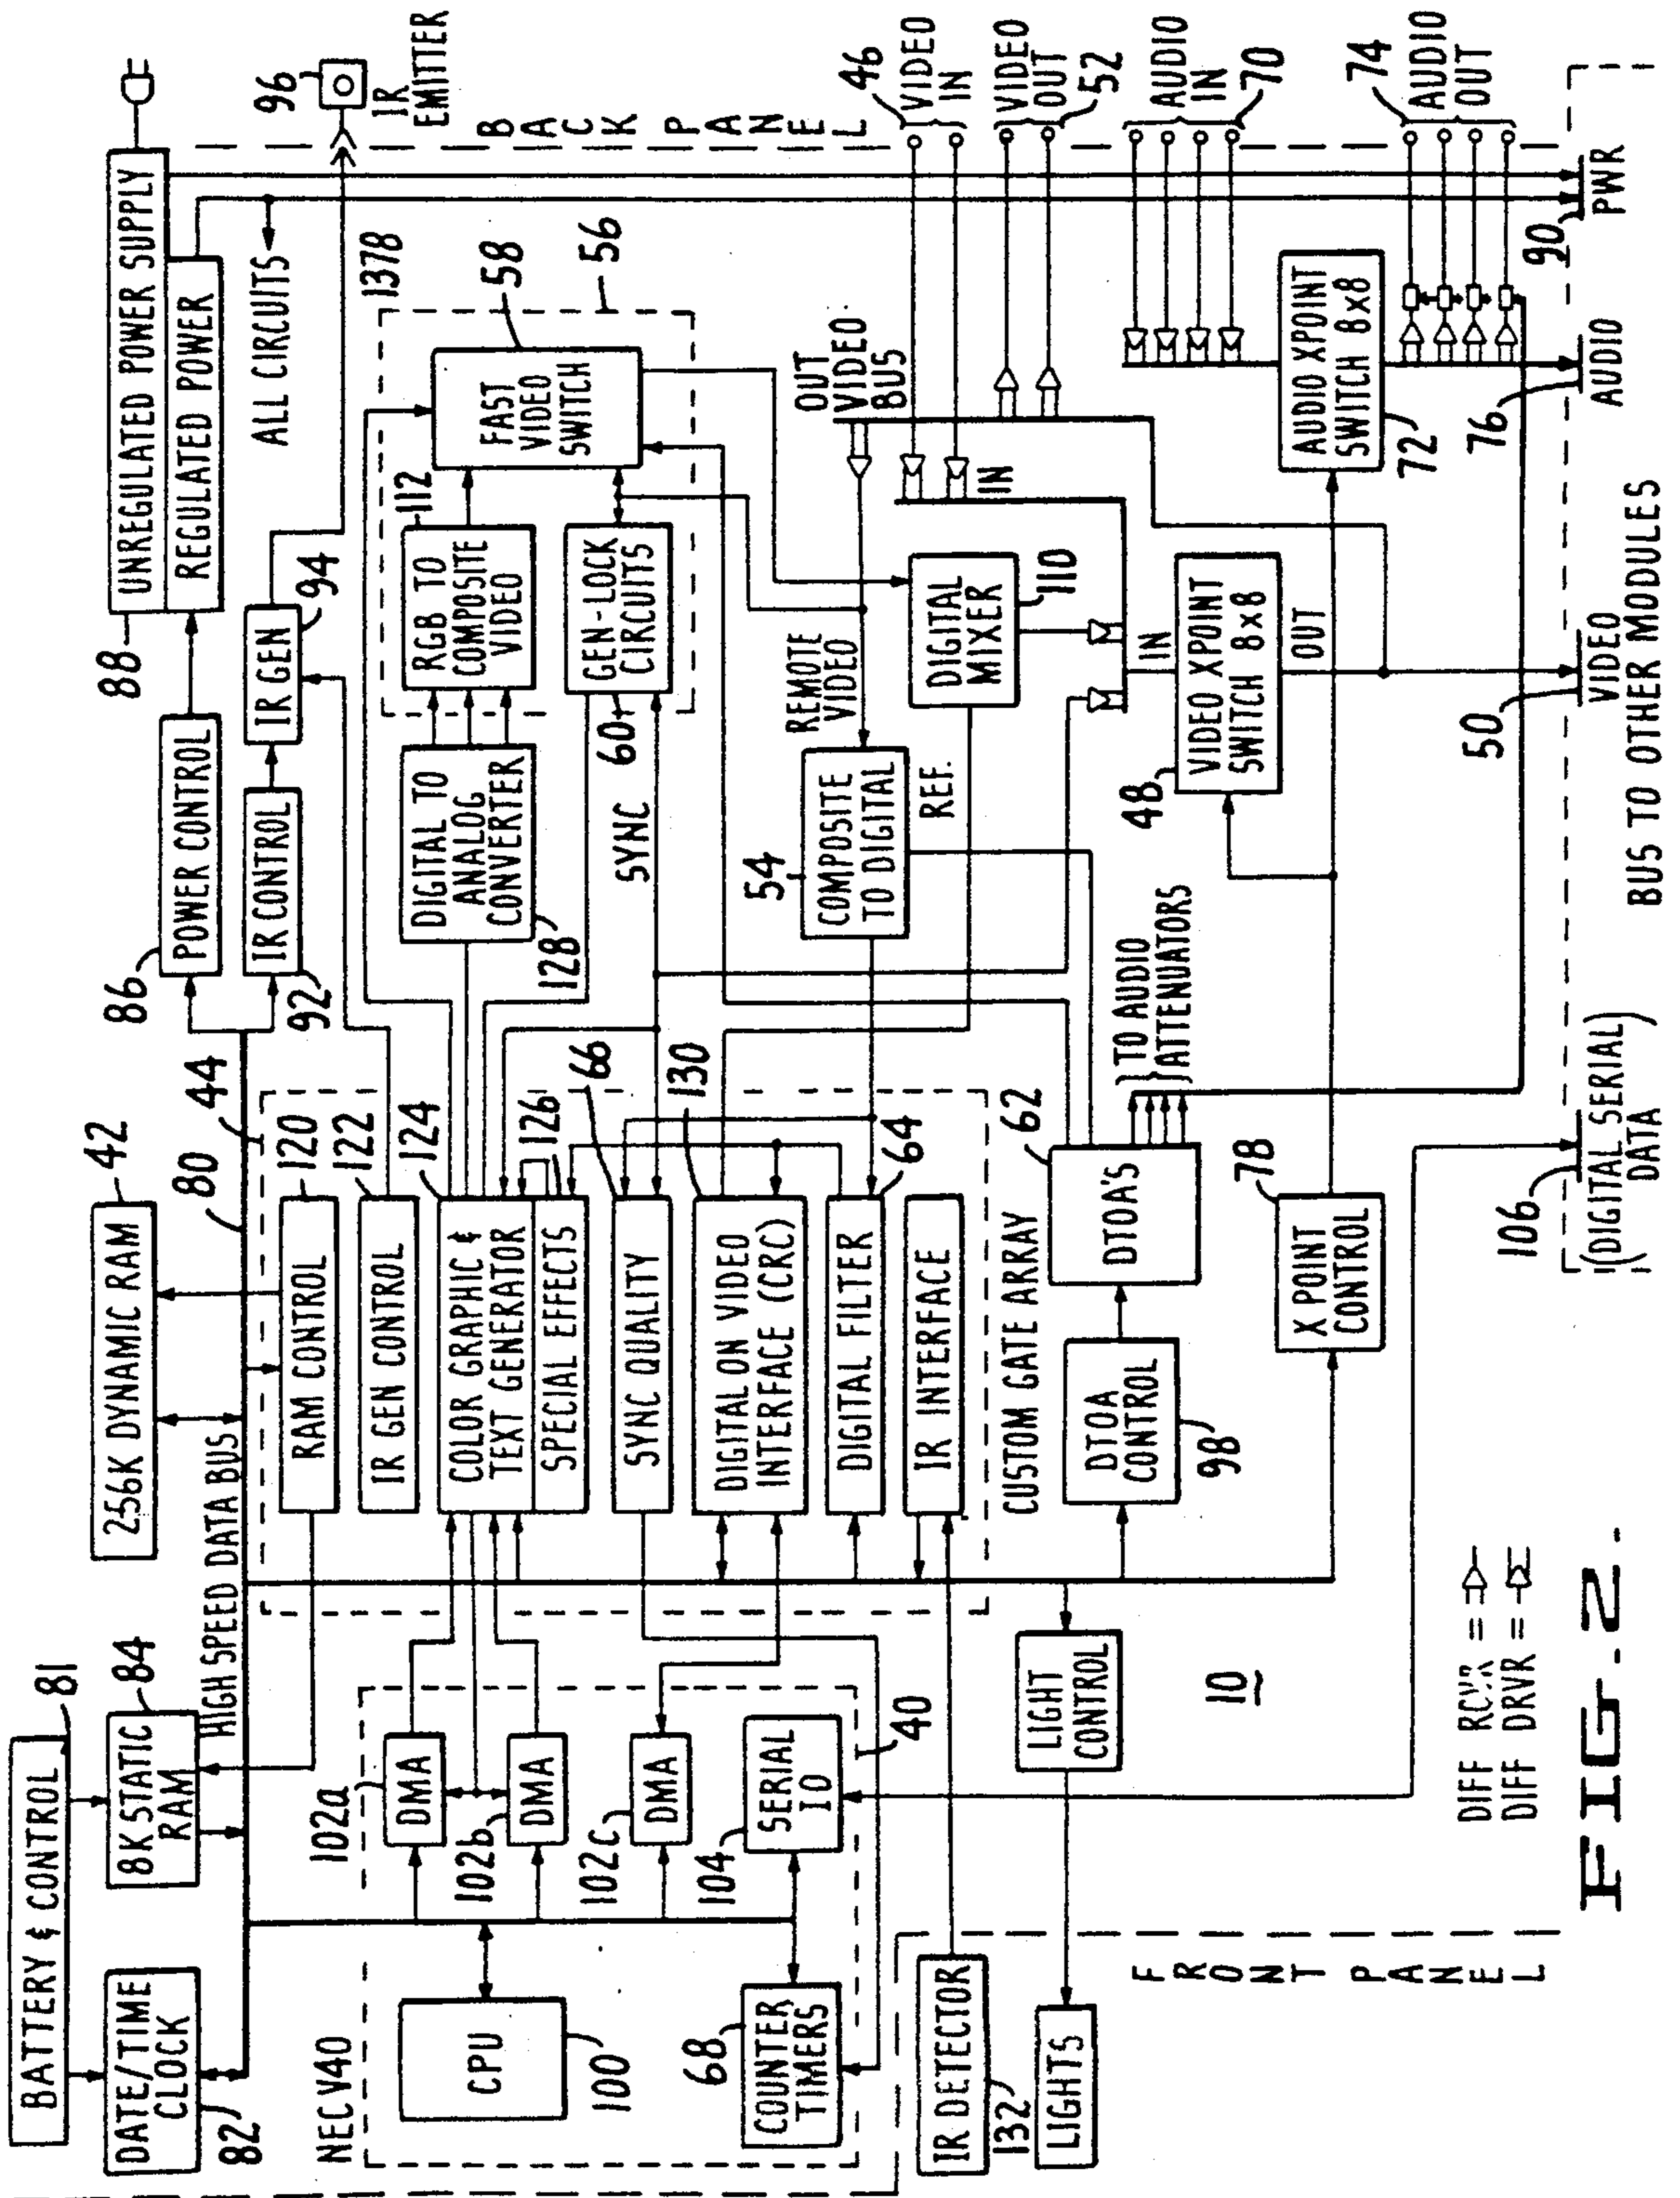 BATTERY & CONTROL
81
DATE/TIME
CLOCK
82
8K STATIC
RAM
84
HIGH SPEED DATA BUS
256K DYNAMIC RAM
42
80
44
86
POWER CONTROL
88
UNREGULATED POWER SUPPLY
REGULATED POWER
ALL CIRCUITS
IR CONTROL
92
IR GEN
94
96
IR
EMITTER
BACK PANEL
NEC V40
CPU
100
102a
DMA
102b
DMA
102c
DMA
104
SERIAL
IO
40
68
COUNTER
TIMERS
RAM CONTROL
120
IR GEN CONTROL
122
COLOR GRAPHIC &
TEXT GENERATOR
124
SPECIAL EFFECTS
126
SYNC QUALITY
66
DIGITAL ON VIDEO
INTERFACE (CRC)
130
DIGITAL FILTER
64
IR INTERFACE
CUSTOM GATE ARRAY
DIGITAL TO
ANALOG
CONVERTER
128
RGB TO
COMPOSITE
VIDEO
112
1378
FAST
VIDEO
SWITCH
58
56
GEN-LOCK
CIRCUITS
60
SYNC
REMOTE
VIDEO
54
COMPOSITE
TO DIGITAL
REF.
DIGITAL
MIXER
110
OUT
VIDEO
BUS
IN
46
VIDEO
IN
VIDEO
OUT
52
AUDIO
IN
70
74
AUDIO
OUT
IN
48
VIDEO XPOINT
SWITCH 8x8
OUT
AUDIO XPOINT
SWITCH 8x8
72
76
AUDIO
90
PWR
50
VIDEO
BUS TO OTHER MODULES
DTOA
CONTROL
98
DTOA'S
62
TO AUDIO
ATTENUATORS
X POINT
CONTROL
78
106
(DIGITAL SERIAL)
DATA
IR DETECTOR
132
LIGHTS
LIGHT
CONTROL
FRONT PANEL
10
DIFF RCVR =
DIFF DRVR =
FIG. 2.